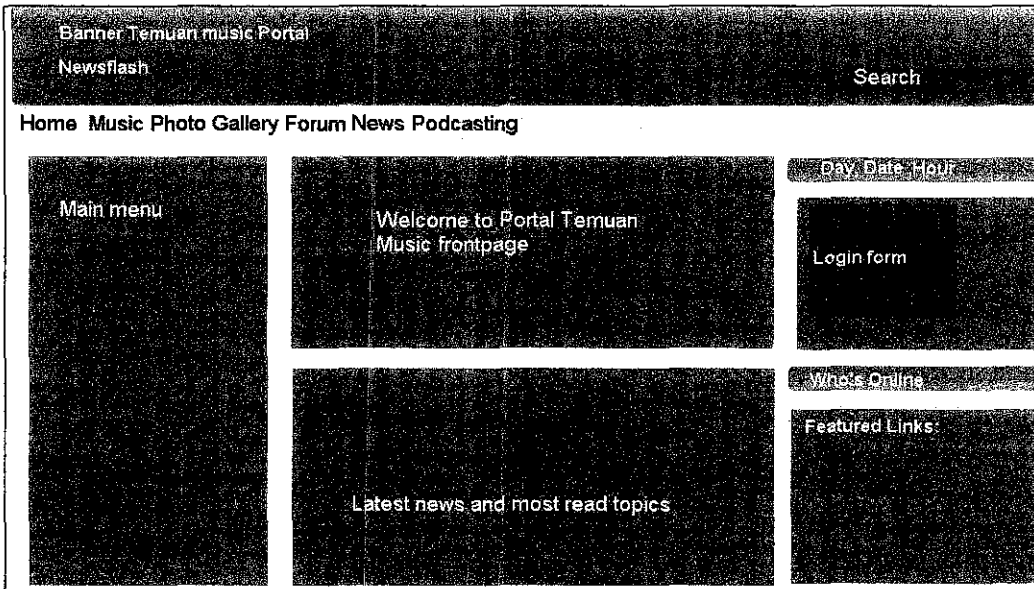 Banner Temuan music Portal
Newsflash
Search
Home Music Photo Gallery Forum News Podcasting
Main menu
Welcome to Portal Temuan
Music frontpage
Day, Date, Hour
Login form
Who's Online
Featured Links:
Latest news and most read topics